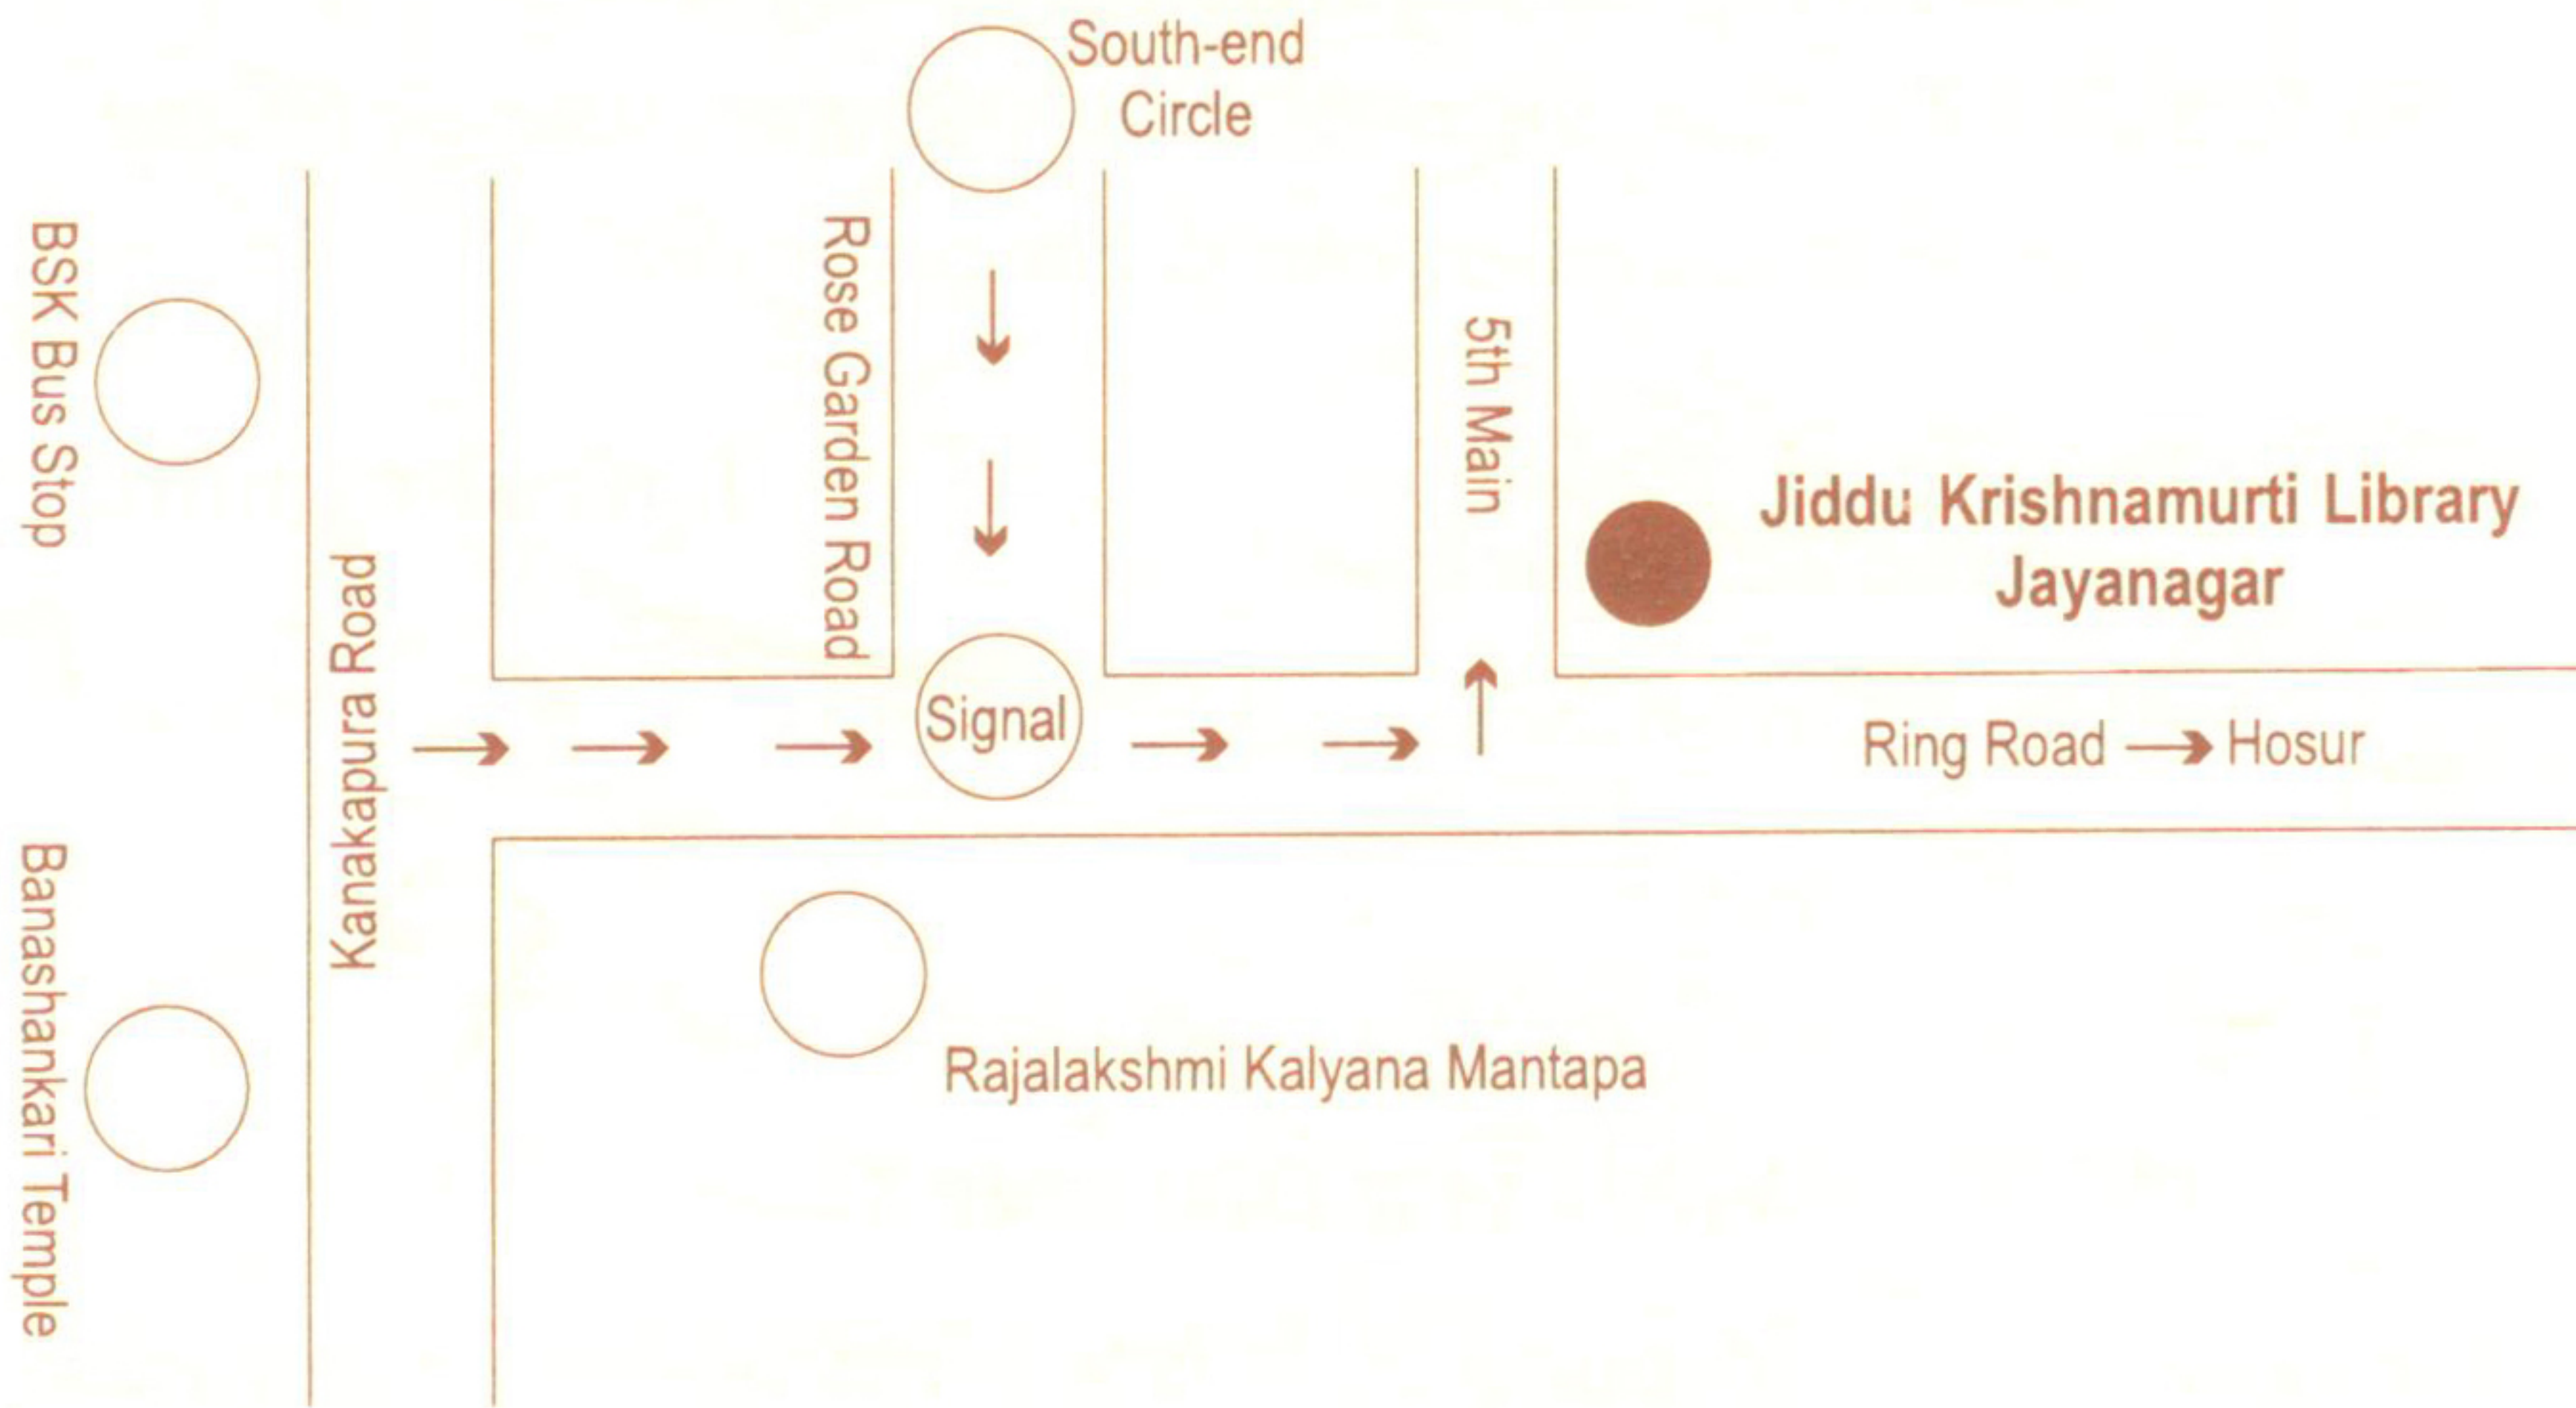 South-end
Circle
BSK Bus Stop
Rose Garden Road
5th Main
Jiddu Krishnamurti Library
Jayanagar
Kanakapura Road
Signal
Ring Road → Hosur
Banashankari Temple
Rajalakshmi Kalyana Mantapa